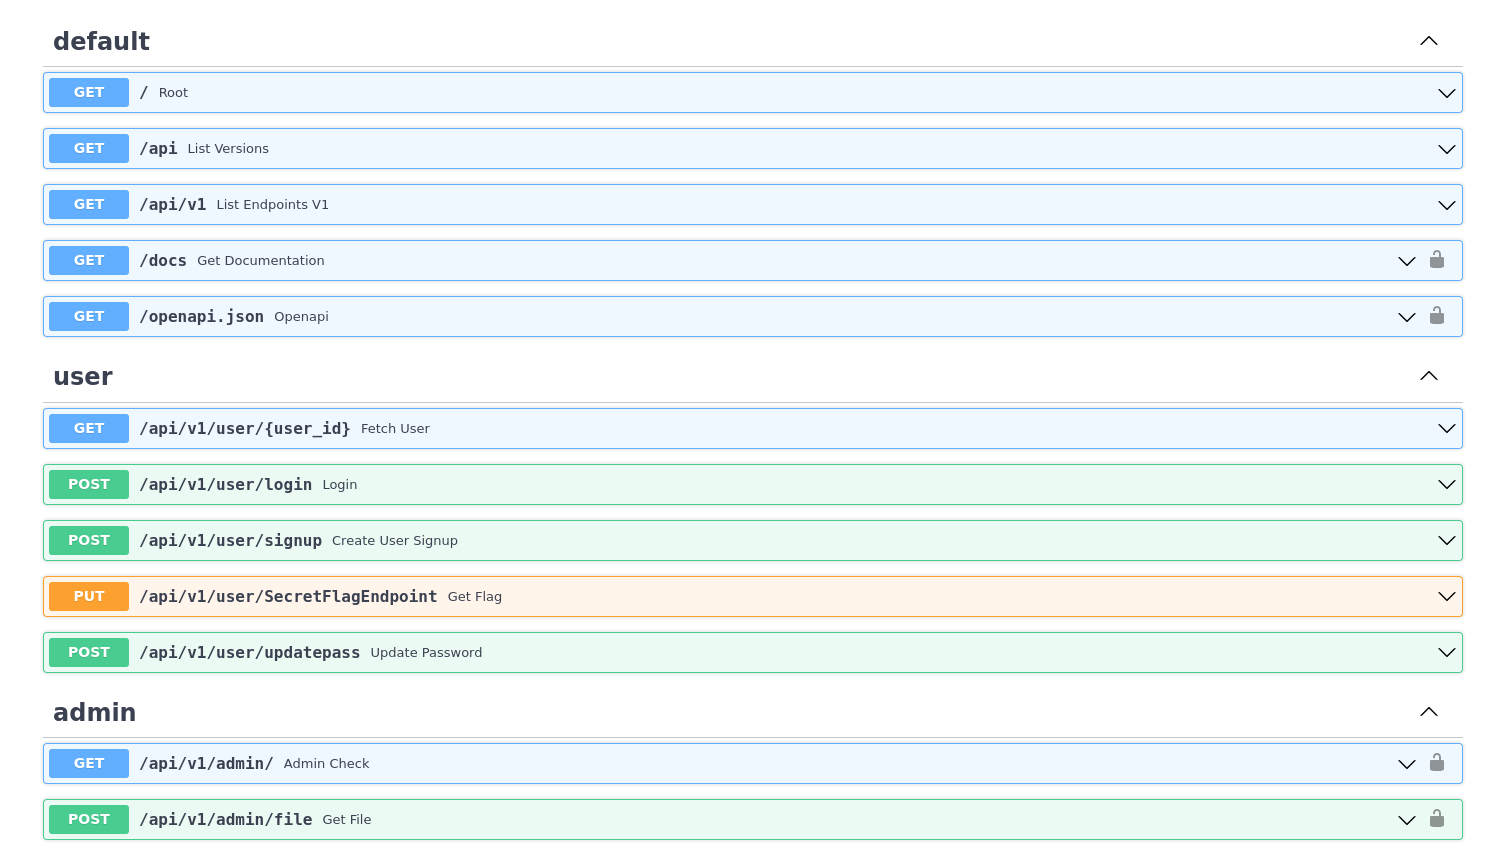 default
GET / Root
GET /api List Versions
GET /api/v1 List Endpoints V1
GET /docs Get Documentation
GET /openapi.json Openapi
user
GET /api/v1/user/{user_id} Fetch User
POST /api/v1/user/login Login
POST /api/v1/user/signup Create User Signup
PUT /api/v1/user/SecretFlagEndpoint Get Flag
POST /api/v1/user/updatepass Update Password
admin
GET /api/v1/admin/ Admin Check
POST /api/v1/admin/file Get File